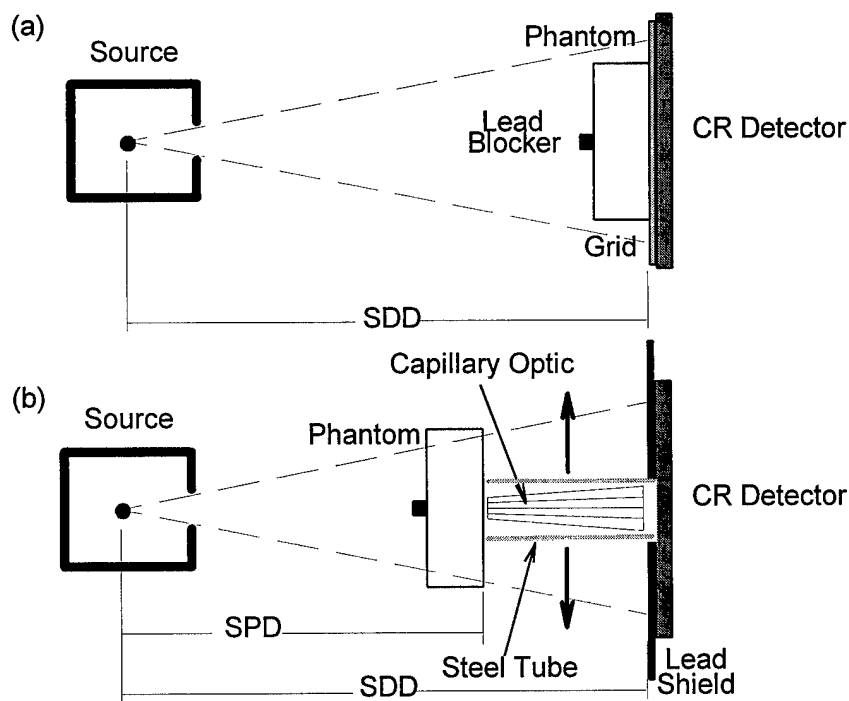 (a)
Source
Phantom
Lead
Blocker
CR Detector
Grid
SDD
(b)
Capillary Optic
Source
Phantom
CR Detector
SPD
Steel Tube
Lead
Shield
SDD